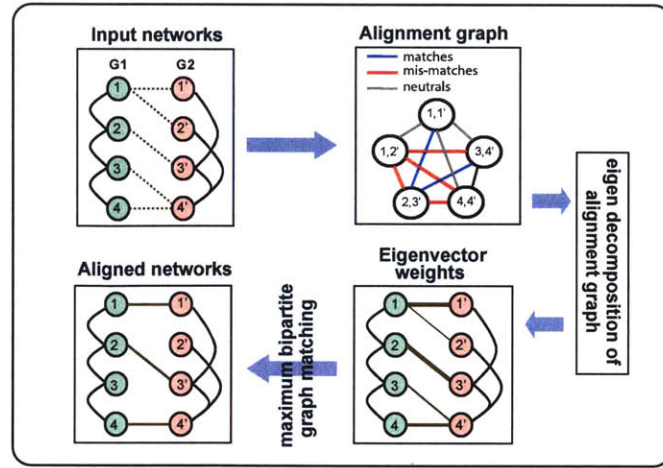 Input networks
G1 G2
1 1'
2 2'
3 3'
4 4'
Alignment graph
matches
mis-matches
neutrals
1,1'
1,2' 3,4'
2,3' 4,4'
eigen decomposition of
alignment graph
Eigenvector
weights
1 1'
2 2'
3 3'
4 4'
maximum bipartite
graph matching
Aligned networks
1 1'
2 2'
3 3'
4 4'